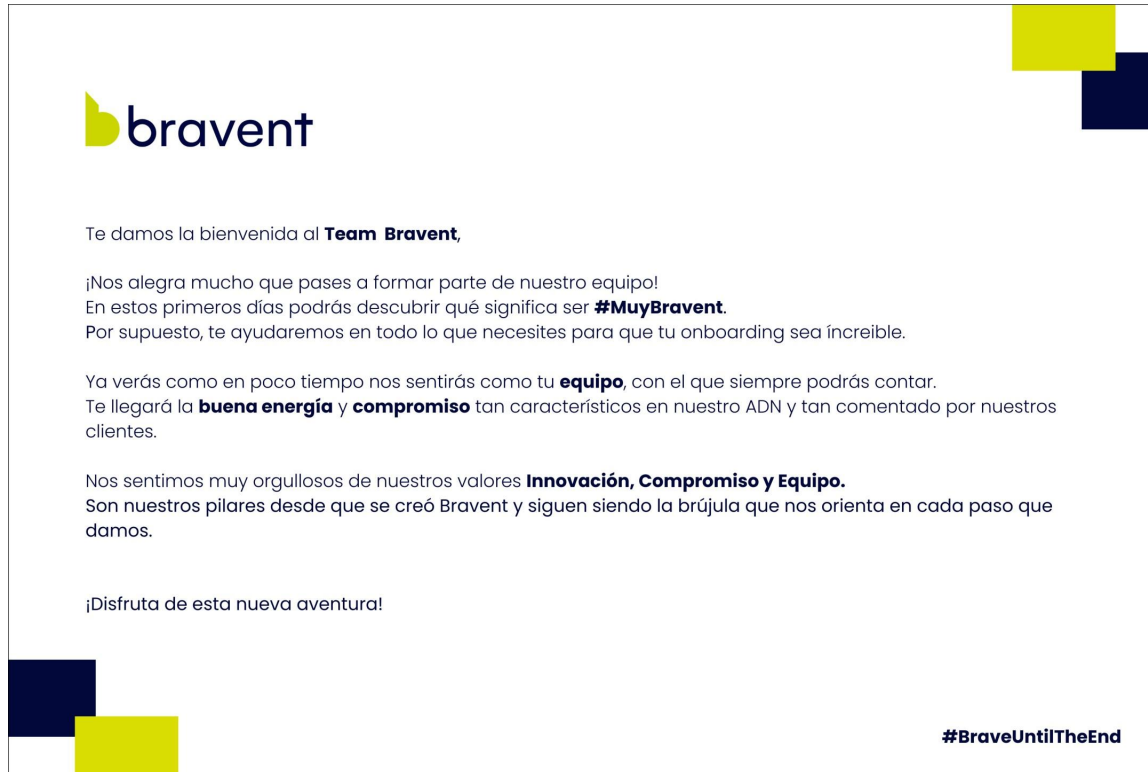 bravent
Te damos la bienvenida al Team Bravent,
¡Nos alegra mucho que pases a formar parte de nuestro equipo!
En estos primeros días podrás descubrir qué significa ser #MuyBravent.
Por supuesto, te ayudaremos en todo lo que necesites para que tu onboarding sea íncreible.
Ya verás como en poco tiempo nos sentirás como tu equipo, con el que siempre podrás contar.
Te llegará la buena energía y compromiso tan característicos en nuestro ADN y tan comentado por nuestros
clientes.
Nos sentimos muy orgullosos de nuestros valores Innovación, Compromiso y Equipo.
Son nuestros pilares desde que se creó Bravent y siguen siendo la brújula que nos orienta en cada paso que
damos.
¡Disfruta de esta nueva aventura!
#BraveUntilTheEnd